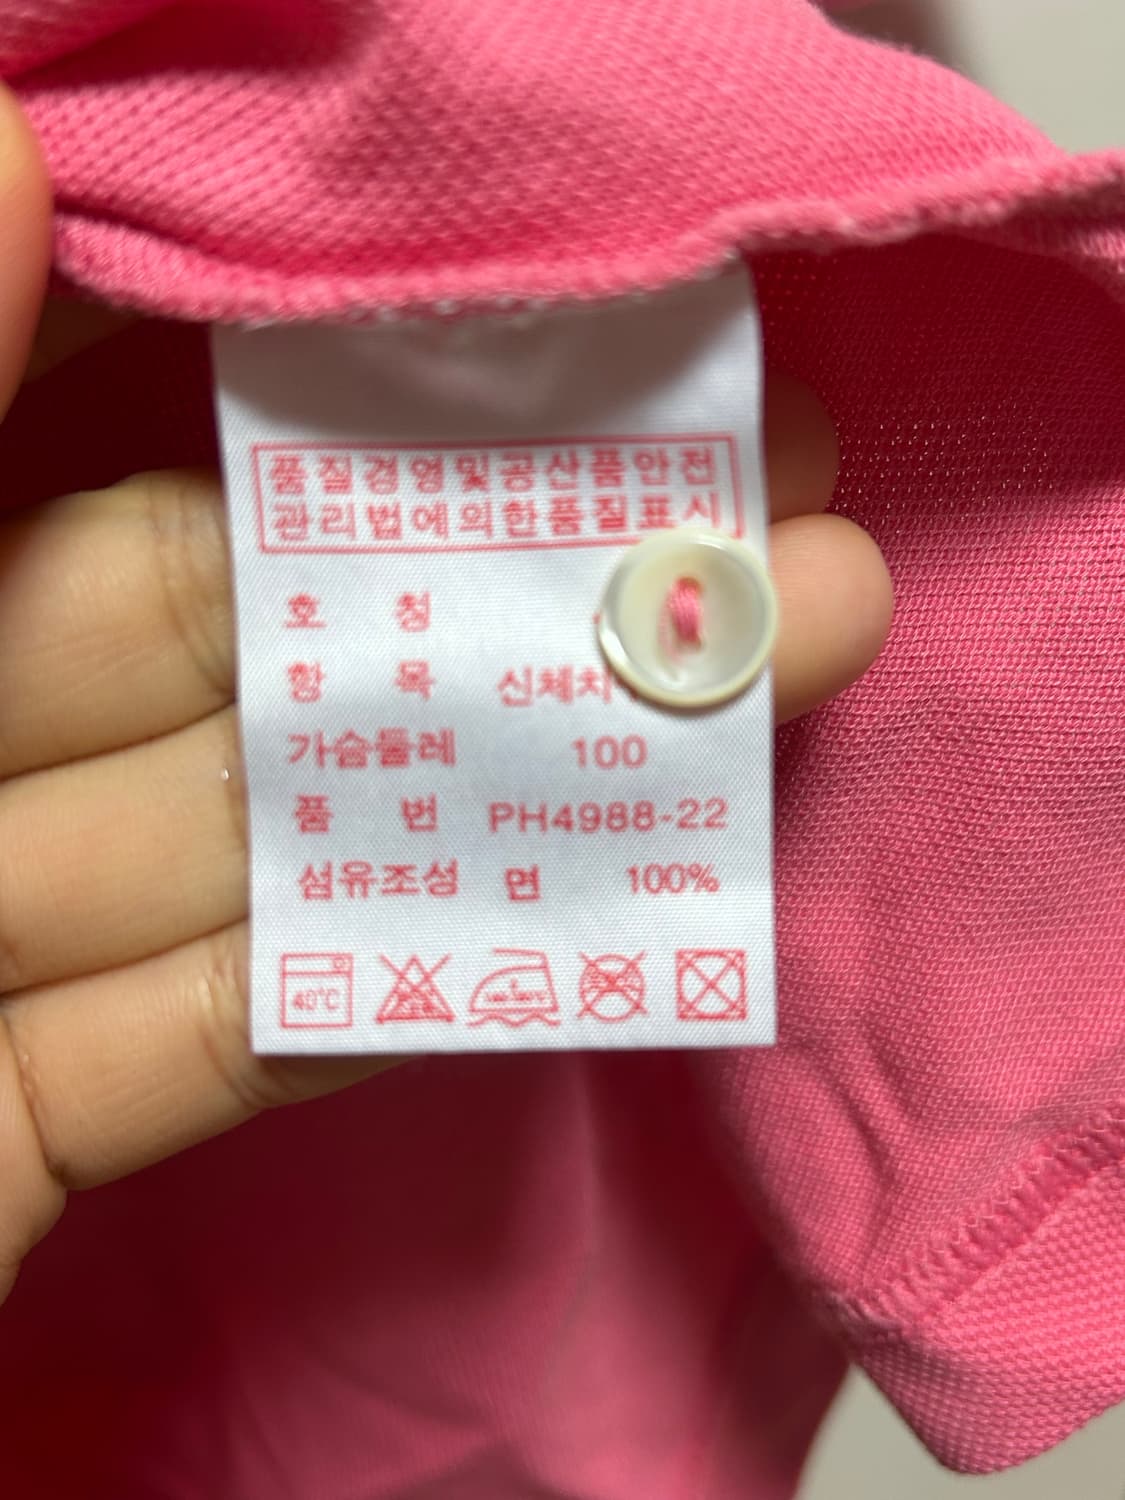 품질경영및공산품안전
관리법에의한품질표시
호 칭
항 목 신체치
가슴둘레 100
품 번 PH4988-22
섬유조성 면 100%
40℃